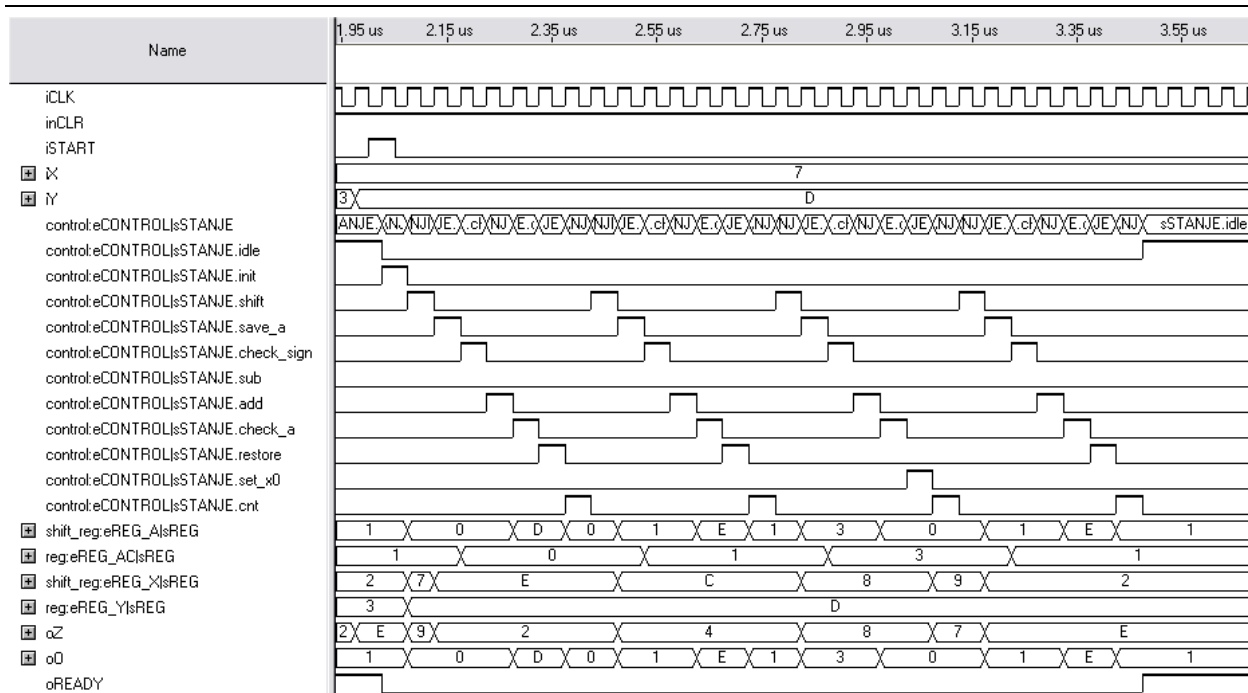 Name 1.95 us 2.15 us 2.35 us 2.55 us 2.75 us 2.95 us 3.15 us 3.35 us 3.55 us
iCLK
inCLR
iSTART
iX 7
iY 3 D
control:eCONTROL|sSTANJE sSTANJE.idle
control:eCONTROL|sSTANJE.idle
control:eCONTROL|sSTANJE.init
control:eCONTROL|sSTANJE.shift
control:eCONTROL|sSTANJE.save_a
control:eCONTROL|sSTANJE.check_sign
control:eCONTROL|sSTANJE.sub
control:eCONTROL|sSTANJE.add
control:eCONTROL|sSTANJE.check_a
control:eCONTROL|sSTANJE.restore
control:eCONTROL|sSTANJE.set_x0
control:eCONTROL|sSTANJE.cnt
shift_reg:eREG_A|sREG 1 0 D 0 1 E 1 3 0 1 E 1
reg:eREG_AC|sREG 1 0 1 3 1
shift_reg:eREG_X|sREG 2 7 E C 8 9 2
reg:eREG_Y|sREG 3 D
oZ 2 E 9 2 4 8 7 E
oO 1 0 D 0 1 E 1 3 0 1 E 1
oREADY